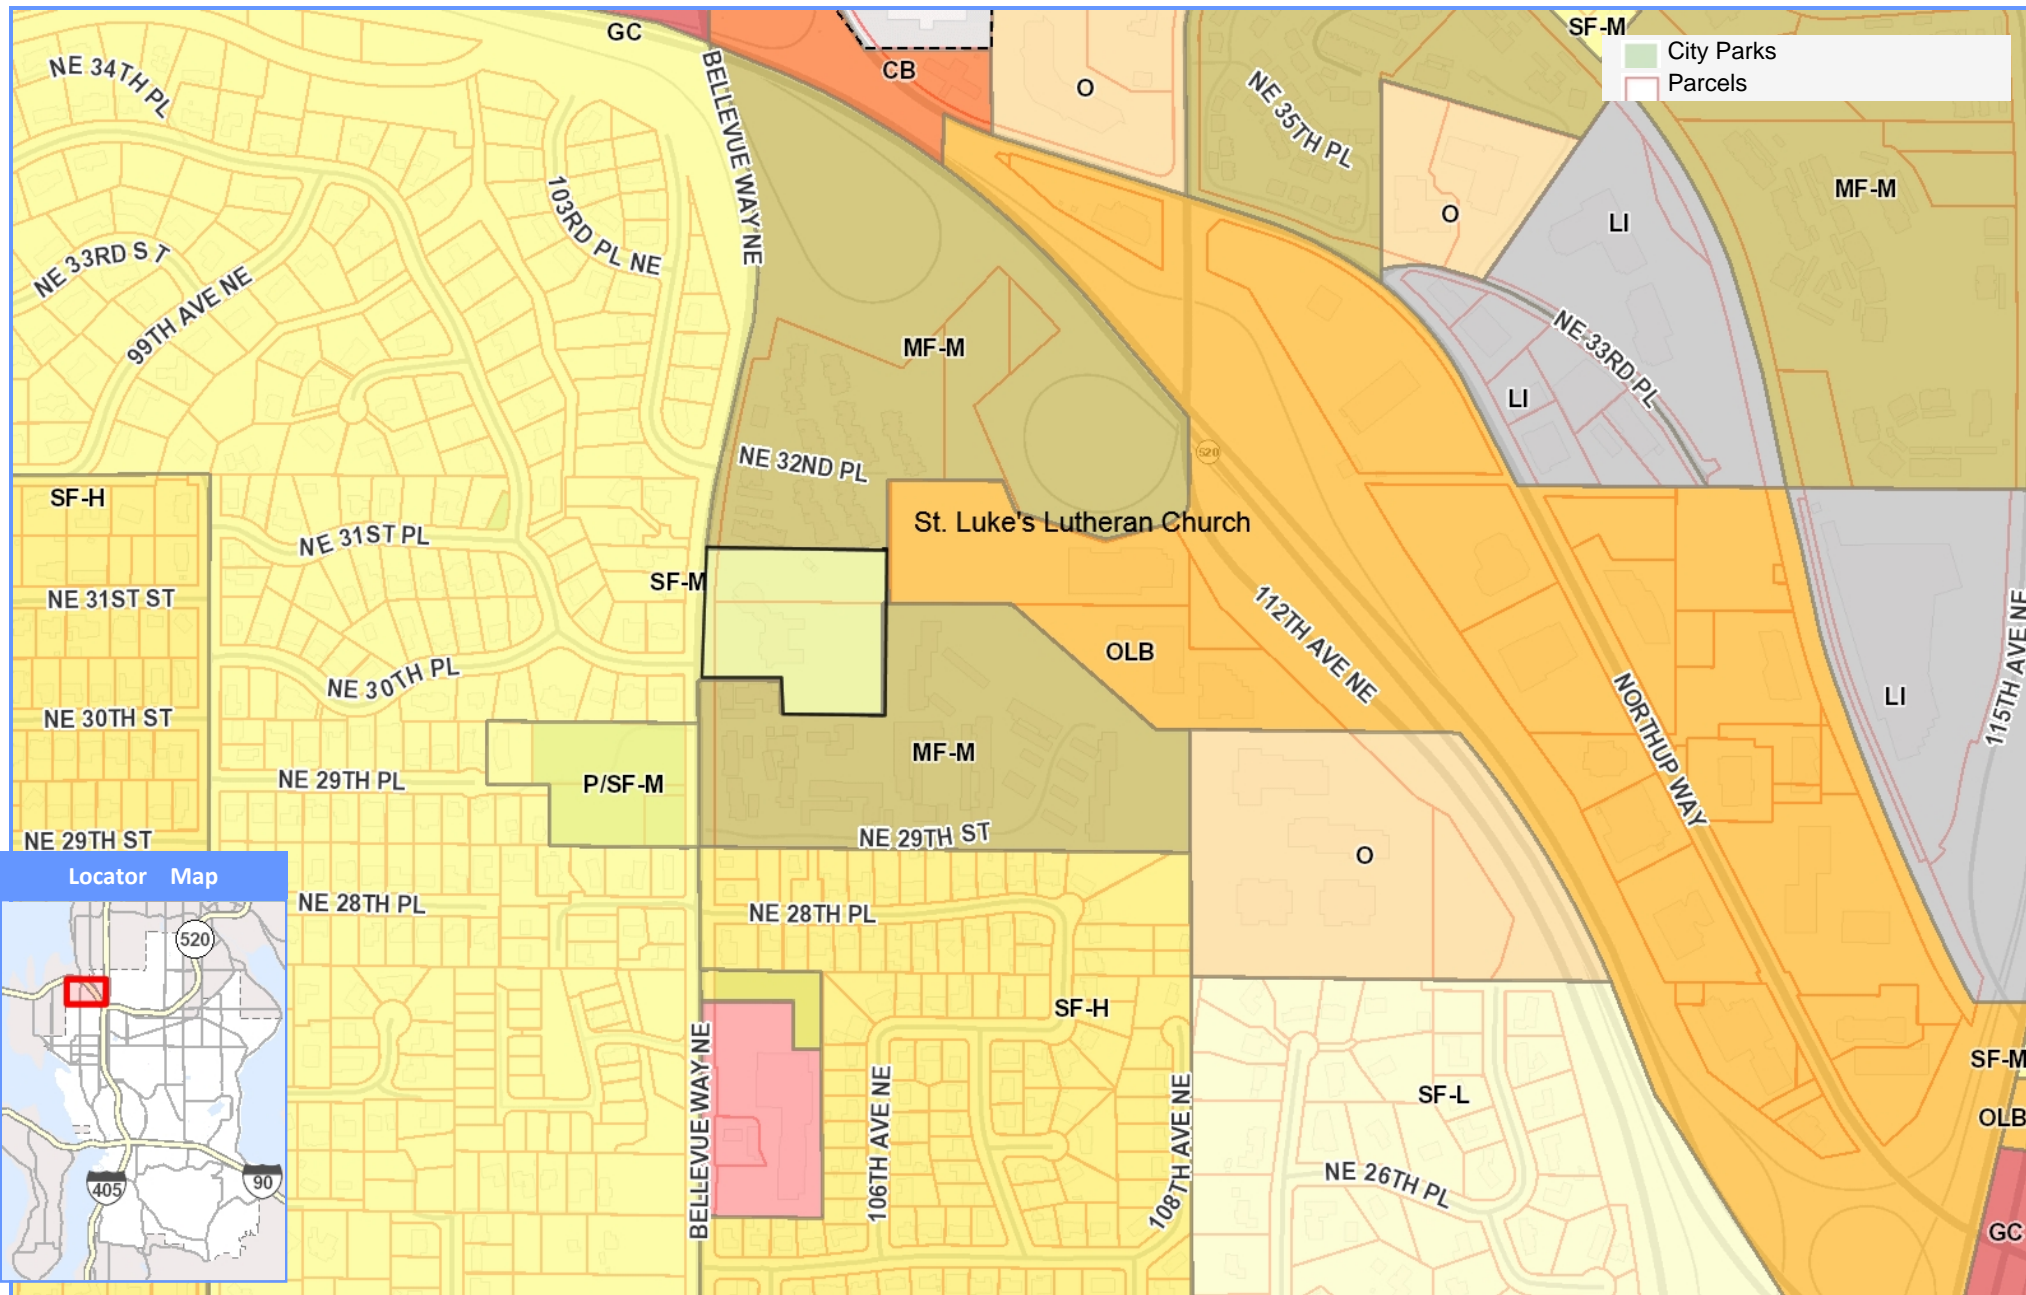 GC
SF-M
City Parks
Parcels
NE 34TH PL
BELLEVUE WAY NE
CB
O
NE 35TH PL
MF-M
103RD PL NE
O
LI
NE 33RD S T
99TH AVE NE
MF-M
NE 33RD PL
LI
NE 32ND PL
520
SF-H
St. Luke's Lutheran Church
NE 31ST PL
SF-M
NE 31ST ST
112TH AVE NE
115TH AVE NE
OLB
NE 30TH PL
LI
NE 30TH ST
NORTHUP WAY
MF-M
NE 29TH PL
P/SF-M
NE 29TH ST
NE 29TH ST
O
Locator Map
NE 28TH PL
NE 28TH PL
520
SF-H
SF-M
BELLEVUE WAY NE
106TH AVE NE
108TH AVE NE
SF-L
OLB
NE 26TH PL
405
90
GC